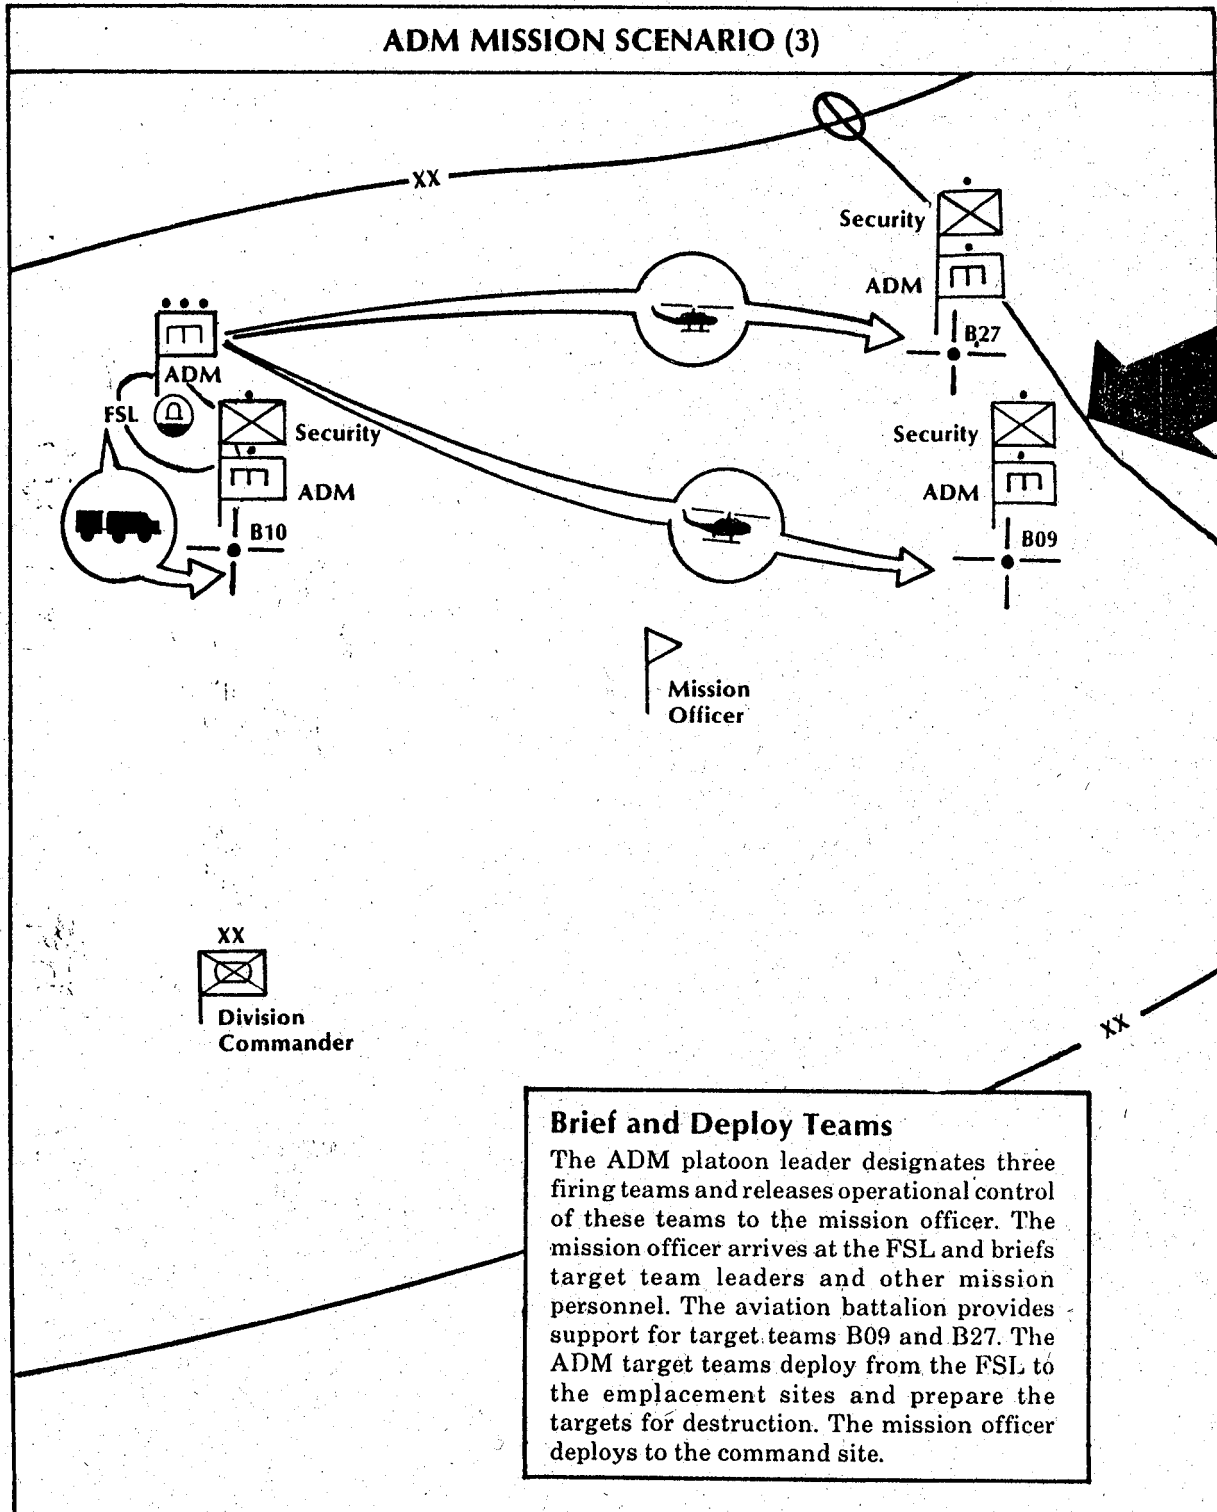 ADM MISSION SCENARIO (3)
XX
Security
ADM
B27
ADM
FSL
Security
ADM
B10
Security
ADM
B09
Mission
Officer
XX
Division
Commander
XX
Brief and Deploy Teams
The ADM platoon leader designates three
firing teams and releases operational control
of these teams to the mission officer. The
mission officer arrives at the FSL and briefs
target team leaders and other mission
personnel. The aviation battalion provides
support for target teams B09 and B27. The
ADM target teams deploy from the FSL to
the emplacement sites and prepare the
targets for destruction. The mission officer
deploys to the command site.